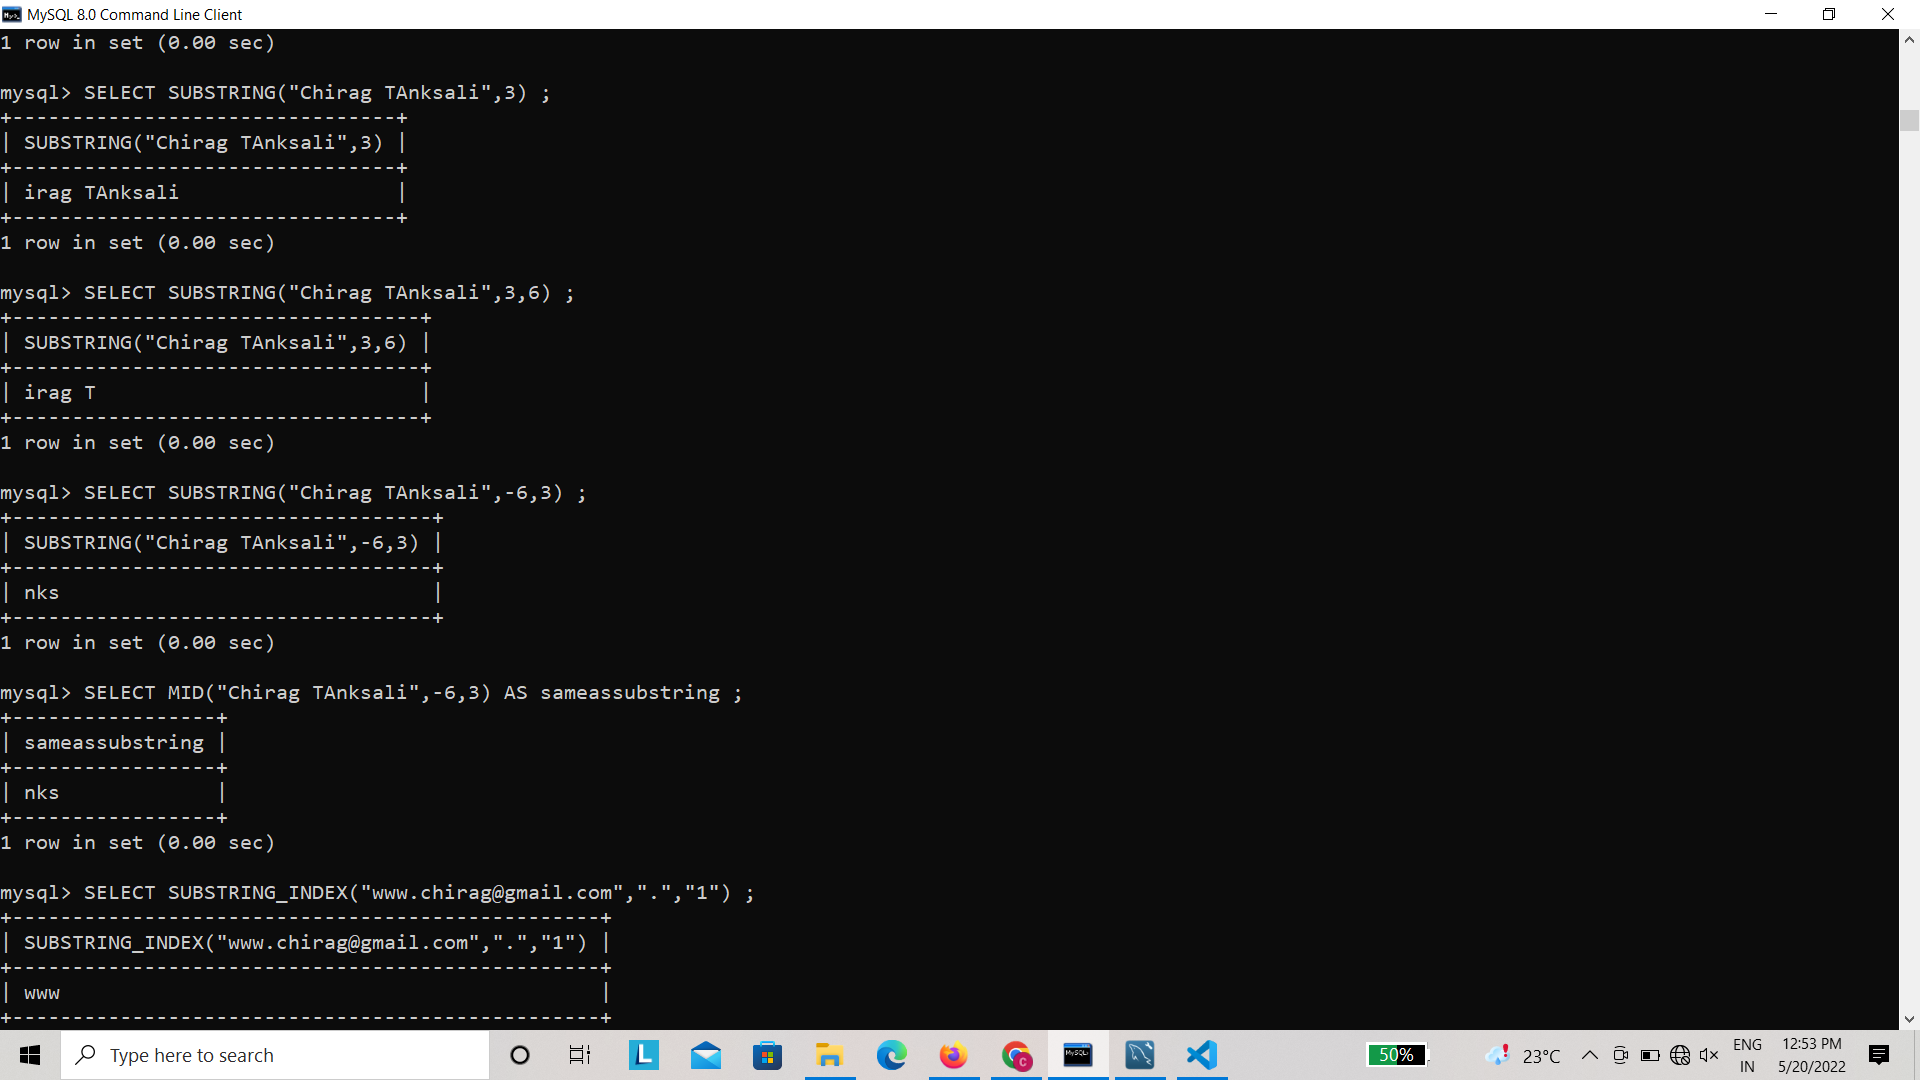 MySQL 8.0 Command Line Client
1 row in set (0.00 sec)
mysql> SELECT SUBSTRING("Chirag TAnksali",3) ;
+--------------------------------+
| SUBSTRING("Chirag TAnksali",3) |
+--------------------------------+
| irag TAnksali                  |
+--------------------------------+
1 row in set (0.00 sec)
mysql> SELECT SUBSTRING("Chirag TAnksali",3,6) ;
+----------------------------------+
| SUBSTRING("Chirag TAnksali",3,6) |
+----------------------------------+
| irag T                           |
+----------------------------------+
1 row in set (0.00 sec)
mysql> SELECT SUBSTRING("Chirag TAnksali",-6,3) ;
+-----------------------------------+
| SUBSTRING("Chirag TAnksali",-6,3) |
+-----------------------------------+
| nks                               |
+-----------------------------------+
1 row in set (0.00 sec)
mysql> SELECT MID("Chirag TAnksali",-6,3) AS sameassubstring ;
+-----------------+
| sameassubstring |
+-----------------+
| nks             |
+-----------------+
1 row in set (0.00 sec)
mysql> SELECT SUBSTRING_INDEX("www.chirag@gmail.com",".","1") ;
+-------------------------------------------------+
| SUBSTRING_INDEX("www.chirag@gmail.com",".","1") |
+-------------------------------------------------+
| www                                             |
+-------------------------------------------------+
Type here to search
L
C
MySQL
50%
23°C
ENG
IN
12:53 PM
5/20/2022